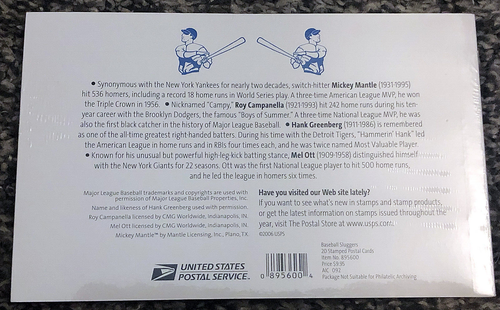 • Synonymous with the New York Yankees for nearly two decades, switch-hitter Mickey Mantle (1931-1995)
hit 536 homers, including a record 18 home runs in World Series play. A three-time American League MVP, he won
the Triple Crown in 1956. • Nicknamed "Campy," Roy Campanella (1921-1993) hit 242 home runs during his ten-
year career with the Brooklyn Dodgers, the famous "Boys of Summer." A three-time National League MVP, he was
also the first black catcher in the history of Major League Baseball. • Hank Greenberg (1911-1986) is remembered
as one of the all-time greatest right-handed batters. During his time with the Detroit Tigers, "Hammerin' Hank" led
the American League in home runs and in RBIs four times each, and he was twice named Most Valuable Player.
• Known for his unusual but powerful high-leg-kick batting stance, Mel Ott (1909-1958) distinguished himself
with the New York Giants for 22 seasons. Ott was the first National League player to hit 500 home runs,
and he led the league in homers six times.
Major League Baseball trademarks and copyrights are used with
permission of Major League Baseball Properties, Inc.
Name and likeness of Hank Greenberg used with permission.
Roy Campanella licensed by CMG Worldwide, Indianapolis, IN.
Mel Ott licensed by CMG Worldwide, Indianapolis, IN.
Mickey Mantle™ by Mantle Licensing, Inc., Plano, TX.
Have you visited our Web site lately?
If you want to see what's new in stamps and stamp products,
or get the latest information on stamps issued throughout the
year, visit The Postal Store at www.usps.com.
©2006 USPS
UNITED STATES
POSTAL SERVICE®
0 895600 4
Baseball Sluggers
20 Stamped Postal Cards
Item No. 895600
Price $9.95
AIC 092
Package Not Suitable for Philatelic Archiving